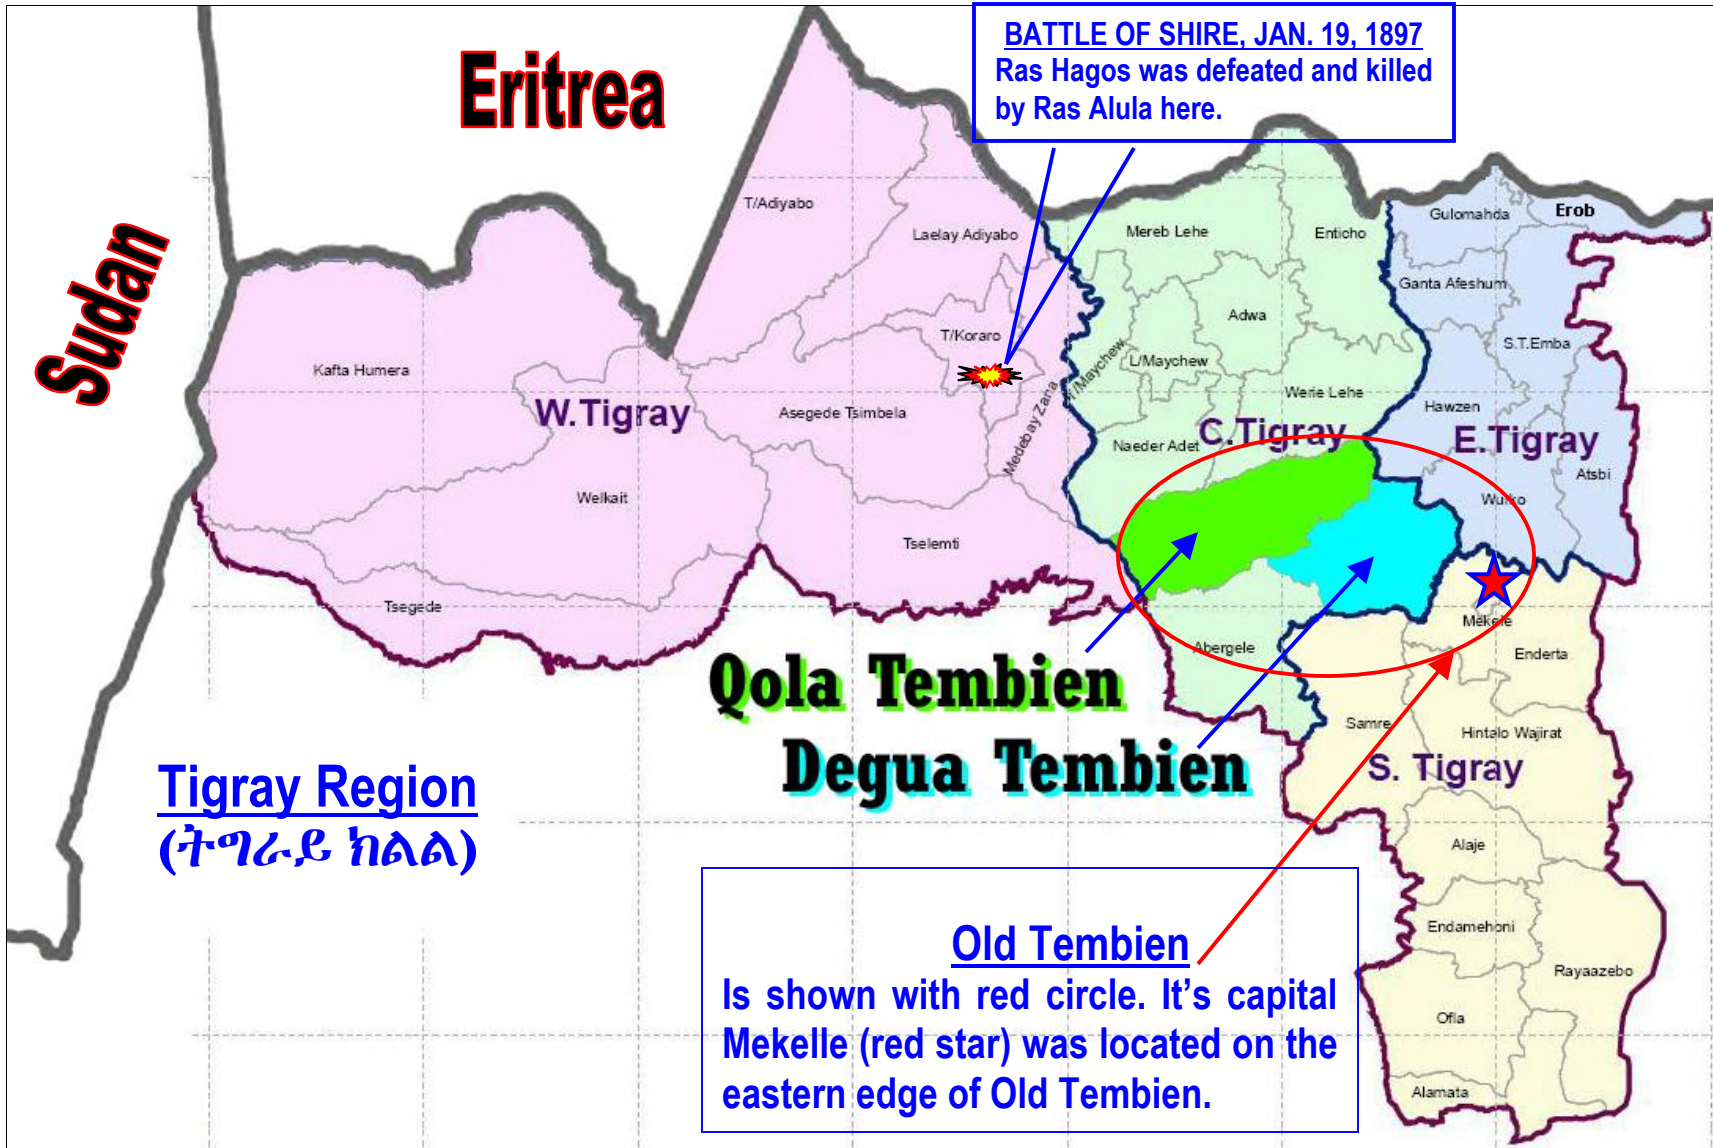 BATTLE OF SHIRE, JAN. 19, 1897
Ras Hagos was defeated and killed
by Ras Alula here.
Eritrea
Sudan
T/Adiyabo
Laelay Adiyabo
Mereb Lehe
Enticho
Gulomahda
Erob
Ganta Afeshum
Adwa
T/Koraro
S.T.Emba
L/Maychew
T/Maychew
Kafta Humera
Werie Lehe
Hawzen
W.Tigray
Asegede Tsimbela
Medebay Zana
Naeder Adet
C.Tigray
E.Tigray
Atsbi
Welkait
Wulko
Tselemti
Tsegede
Mekele
Abergele
Enderta
Qola Tembien
Samre
Hintalo Wajirat
Degua Tembien
S. Tigray
Tigray Region
(ትግራይ ክልል)
Alaje
Endamehoni
Rayaazebo
Ofla
Alamata
Old Tembien
Is shown with red circle. It’s capital
Mekelle (red star) was located on the
eastern edge of Old Tembien.